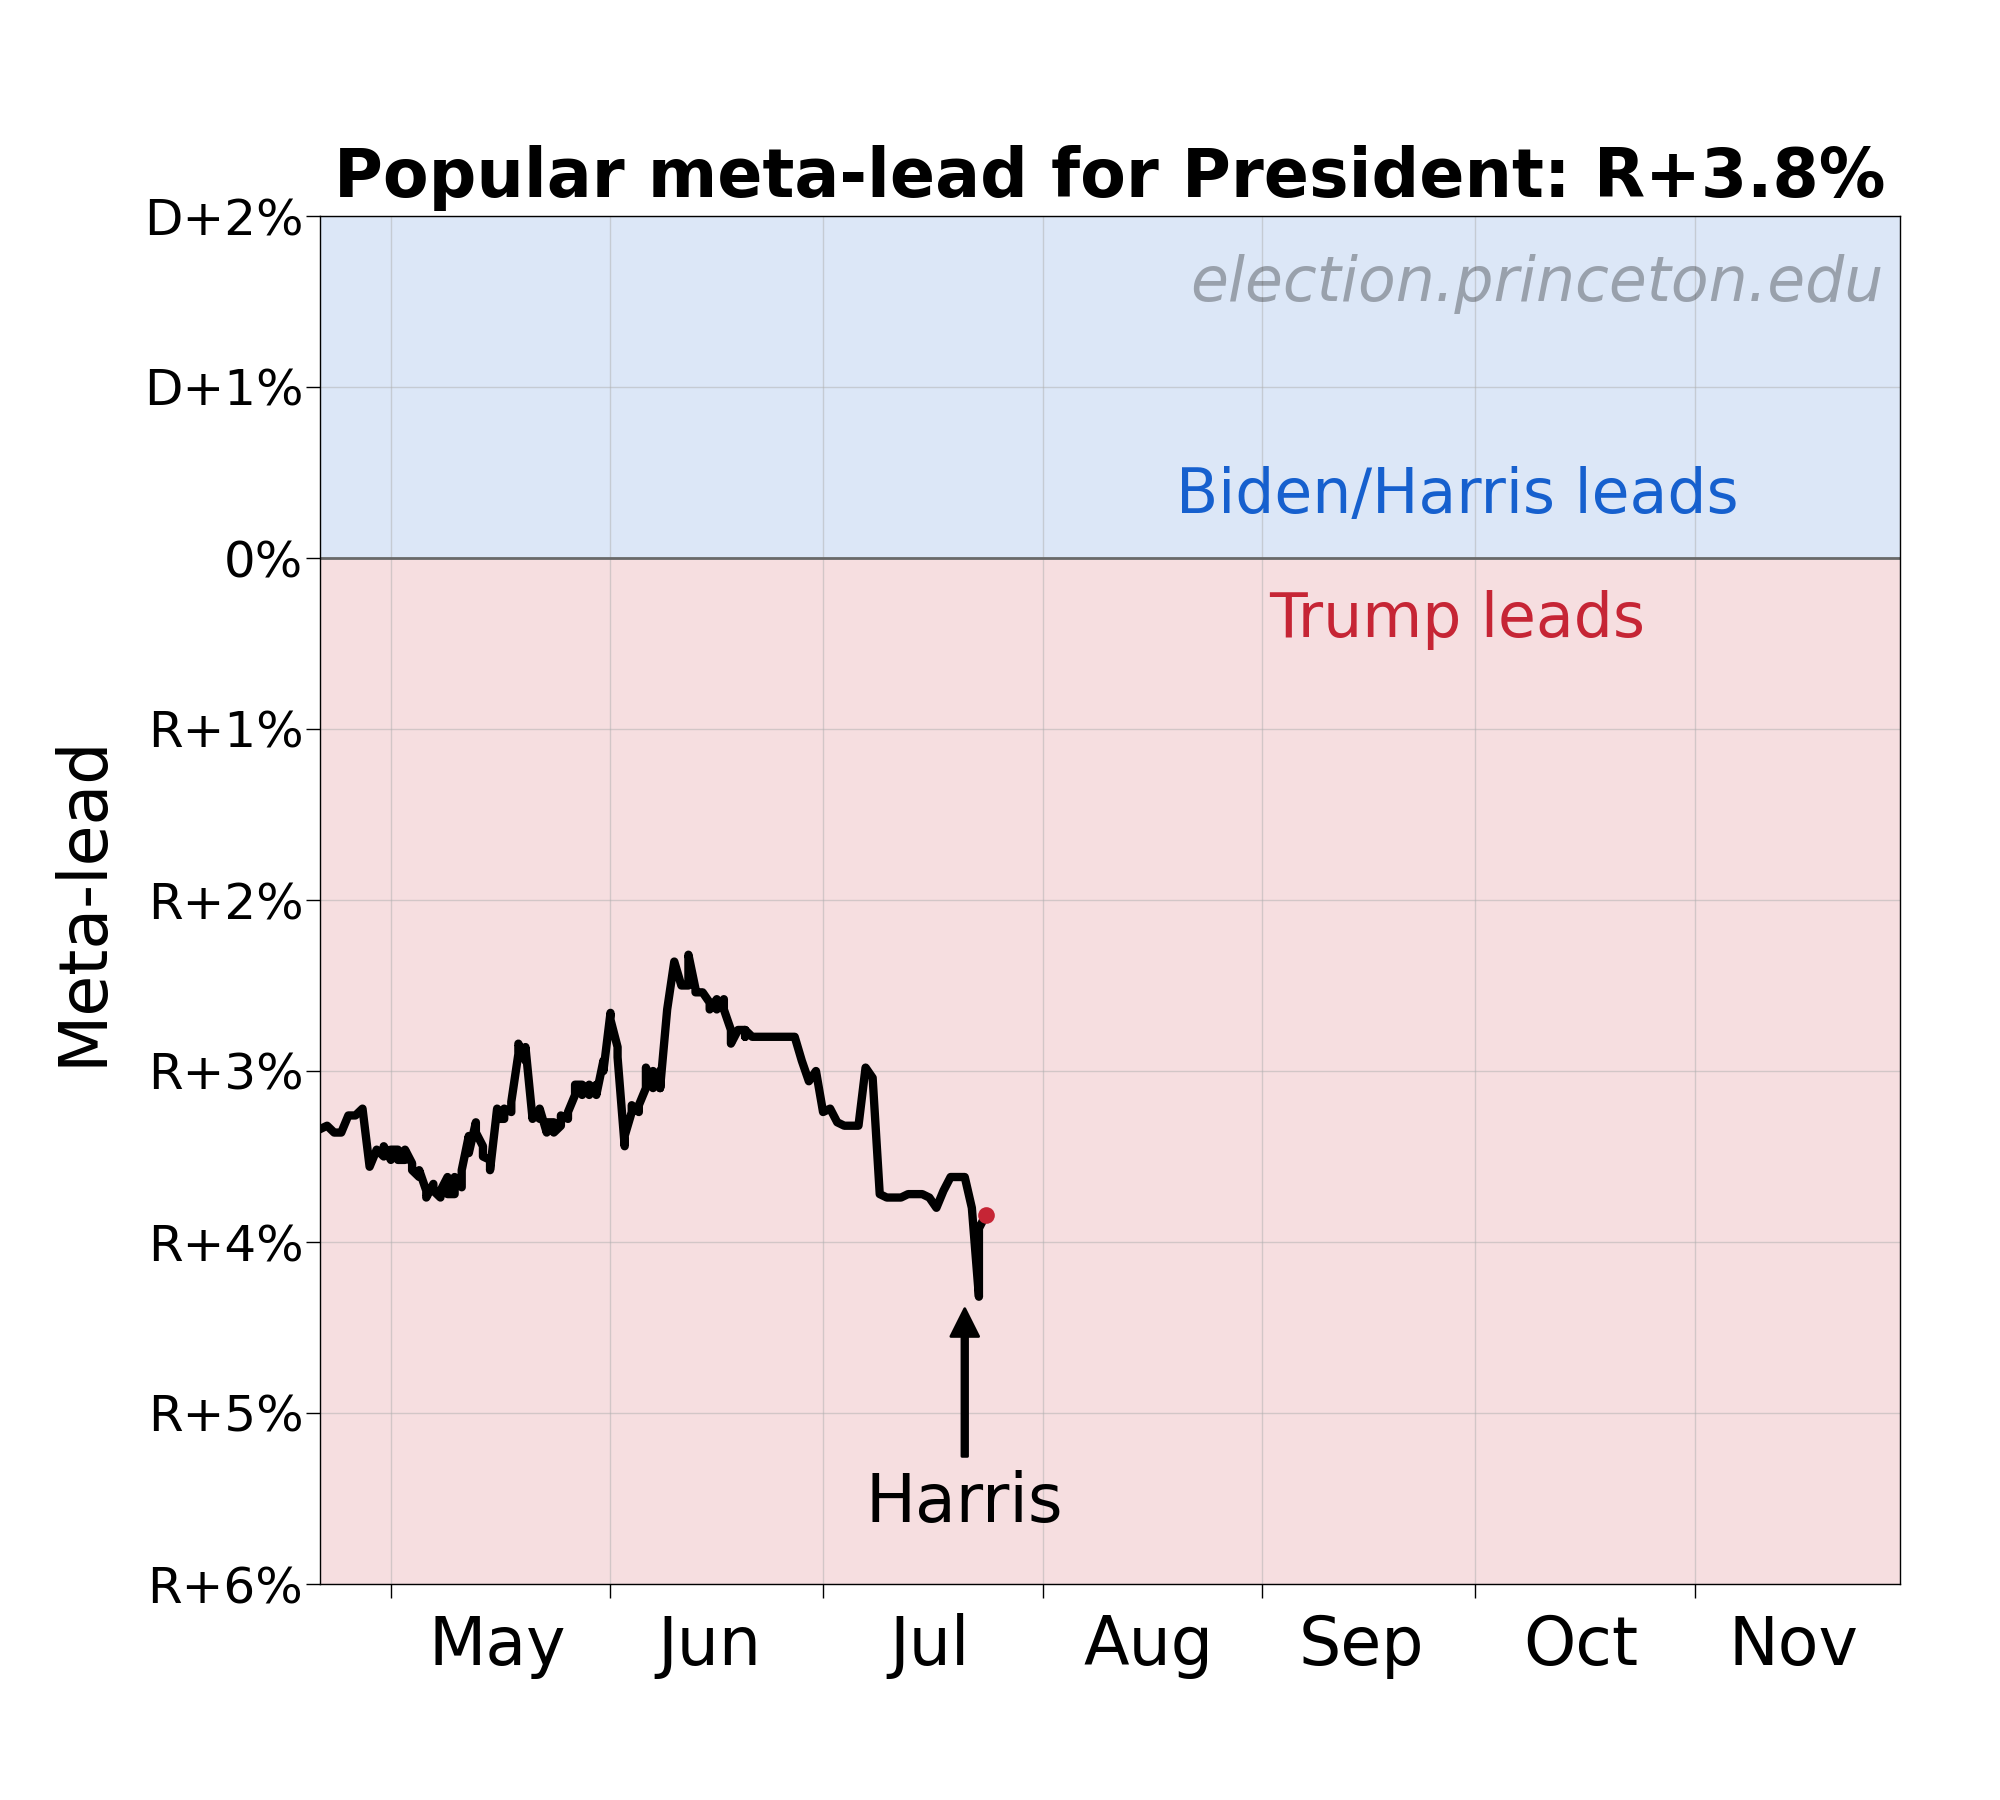 Popular meta-lead for President: R+3.8%
D+2%
election.princeton.edu
D+1%
Biden/Harris leads
0%
Trump leads
R+1%
Meta-lead
R+2%
R+3%
R+4%
R+5%
Harris
R+6%
May Jun Jul Aug Sep Oct Nov